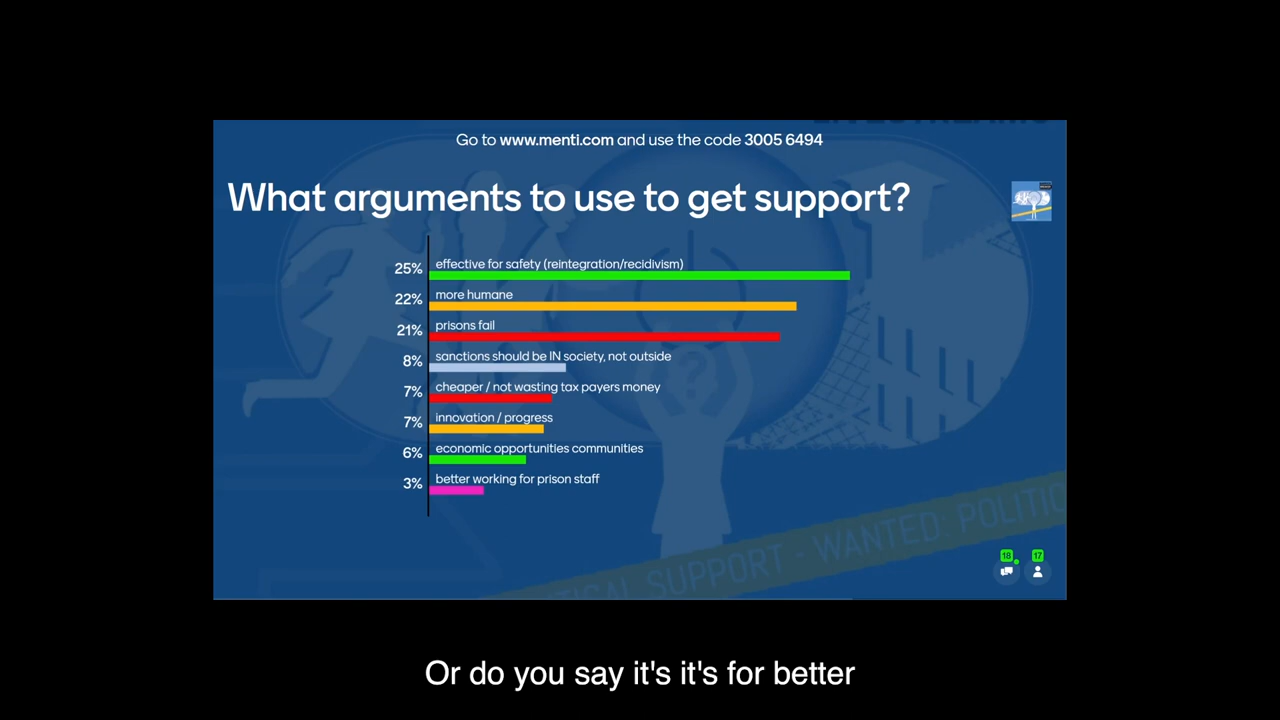 Go to www.menti.com and use the code 3005 6494
What arguments to use to get support?
25% effective for safety (reintegration/recidivism)
22% more humane
21% prisons fail
8% sanctions should be IN society, not outside
7% cheaper / not wasting tax payers money
7% innovation / progress
6% economic opportunities communities
3% better working for prison staff
SUPPORT - WANTED: POLITIC
18 17
Or do you say it's it's for better